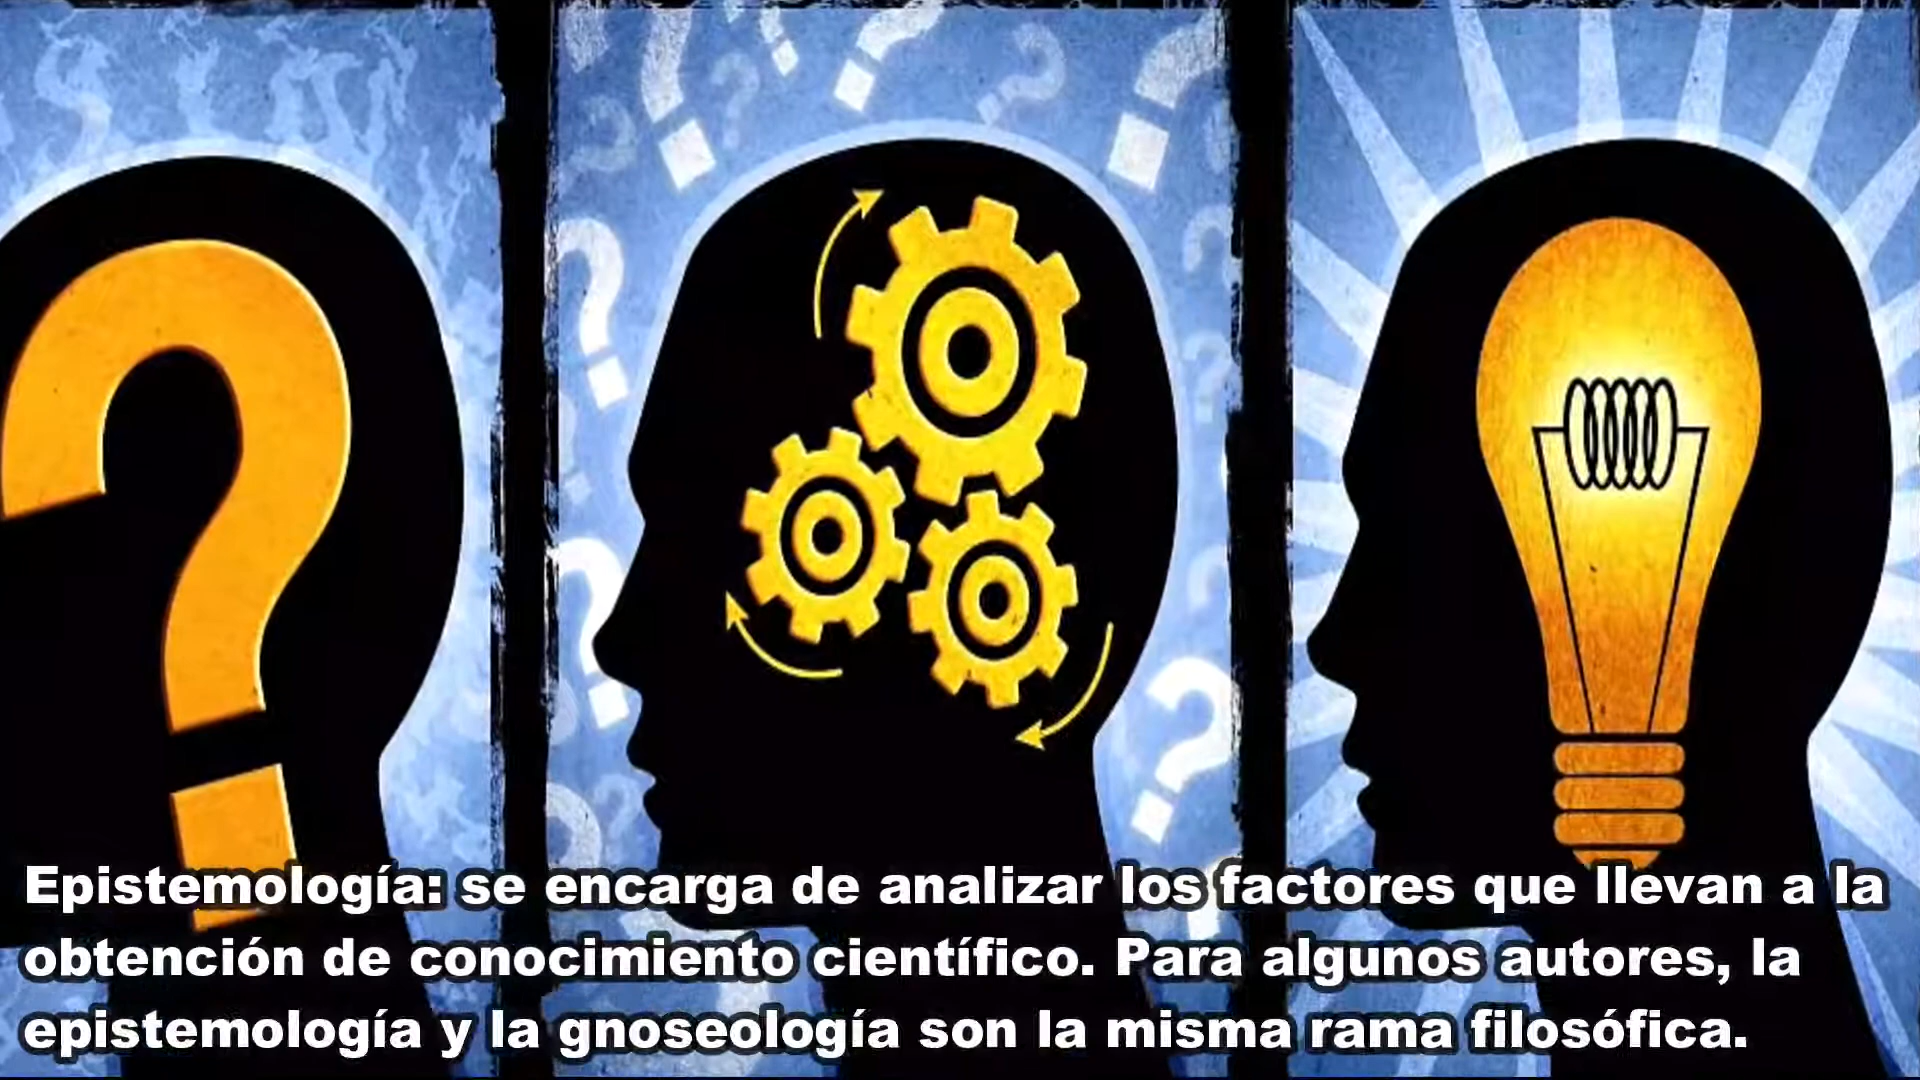 Epistemología: se encarga de analizar los factores que llevan a la
obtención de conocimiento científico. Para algunos autores, la
epistemología y la gnoseología son la misma rama filosófica.